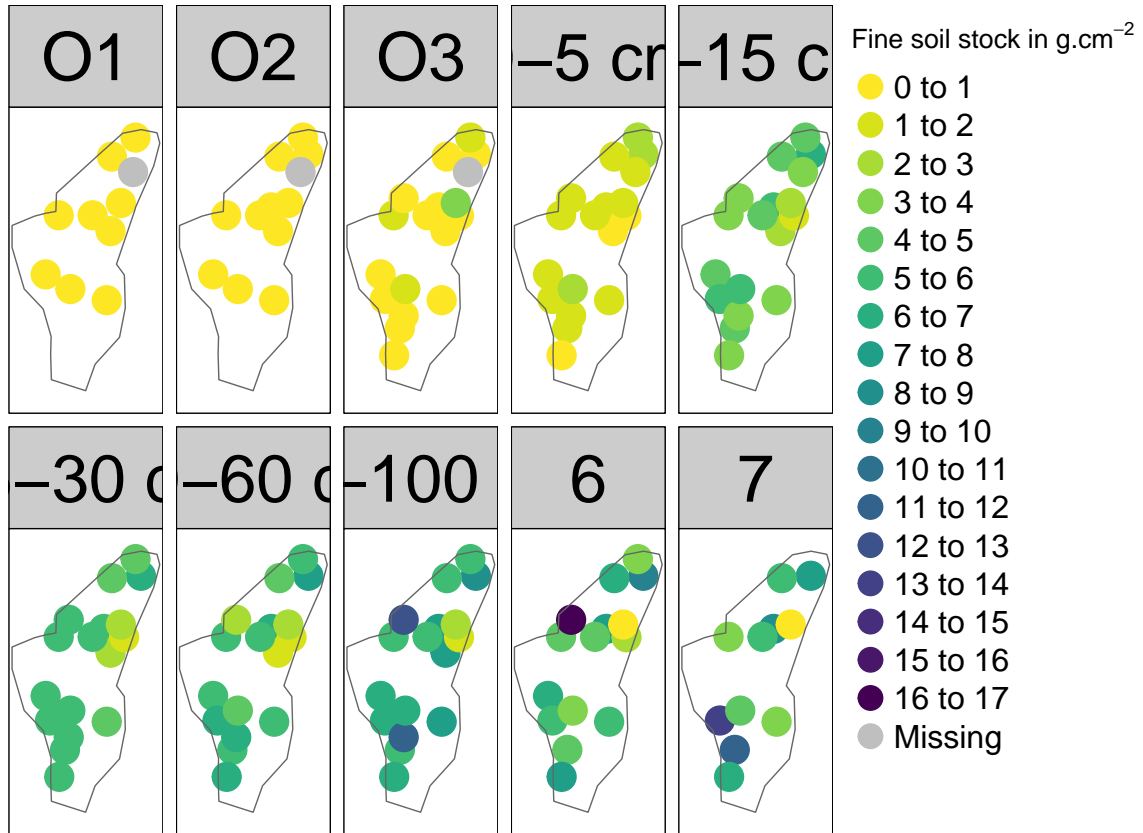 O1
O2
O3
–5 cm
–15 c
Fine soil stock in g.cm−2
0 to 1
1 to 2
2 to 3
3 to 4
4 to 5
5 to 6
6 to 7
7 to 8
8 to 9
9 to 10
10 to 11
11 to 12
12 to 13
13 to 14
14 to 15
15 to 16
16 to 17
Missing
–30 c
–60 c
–100
6
7